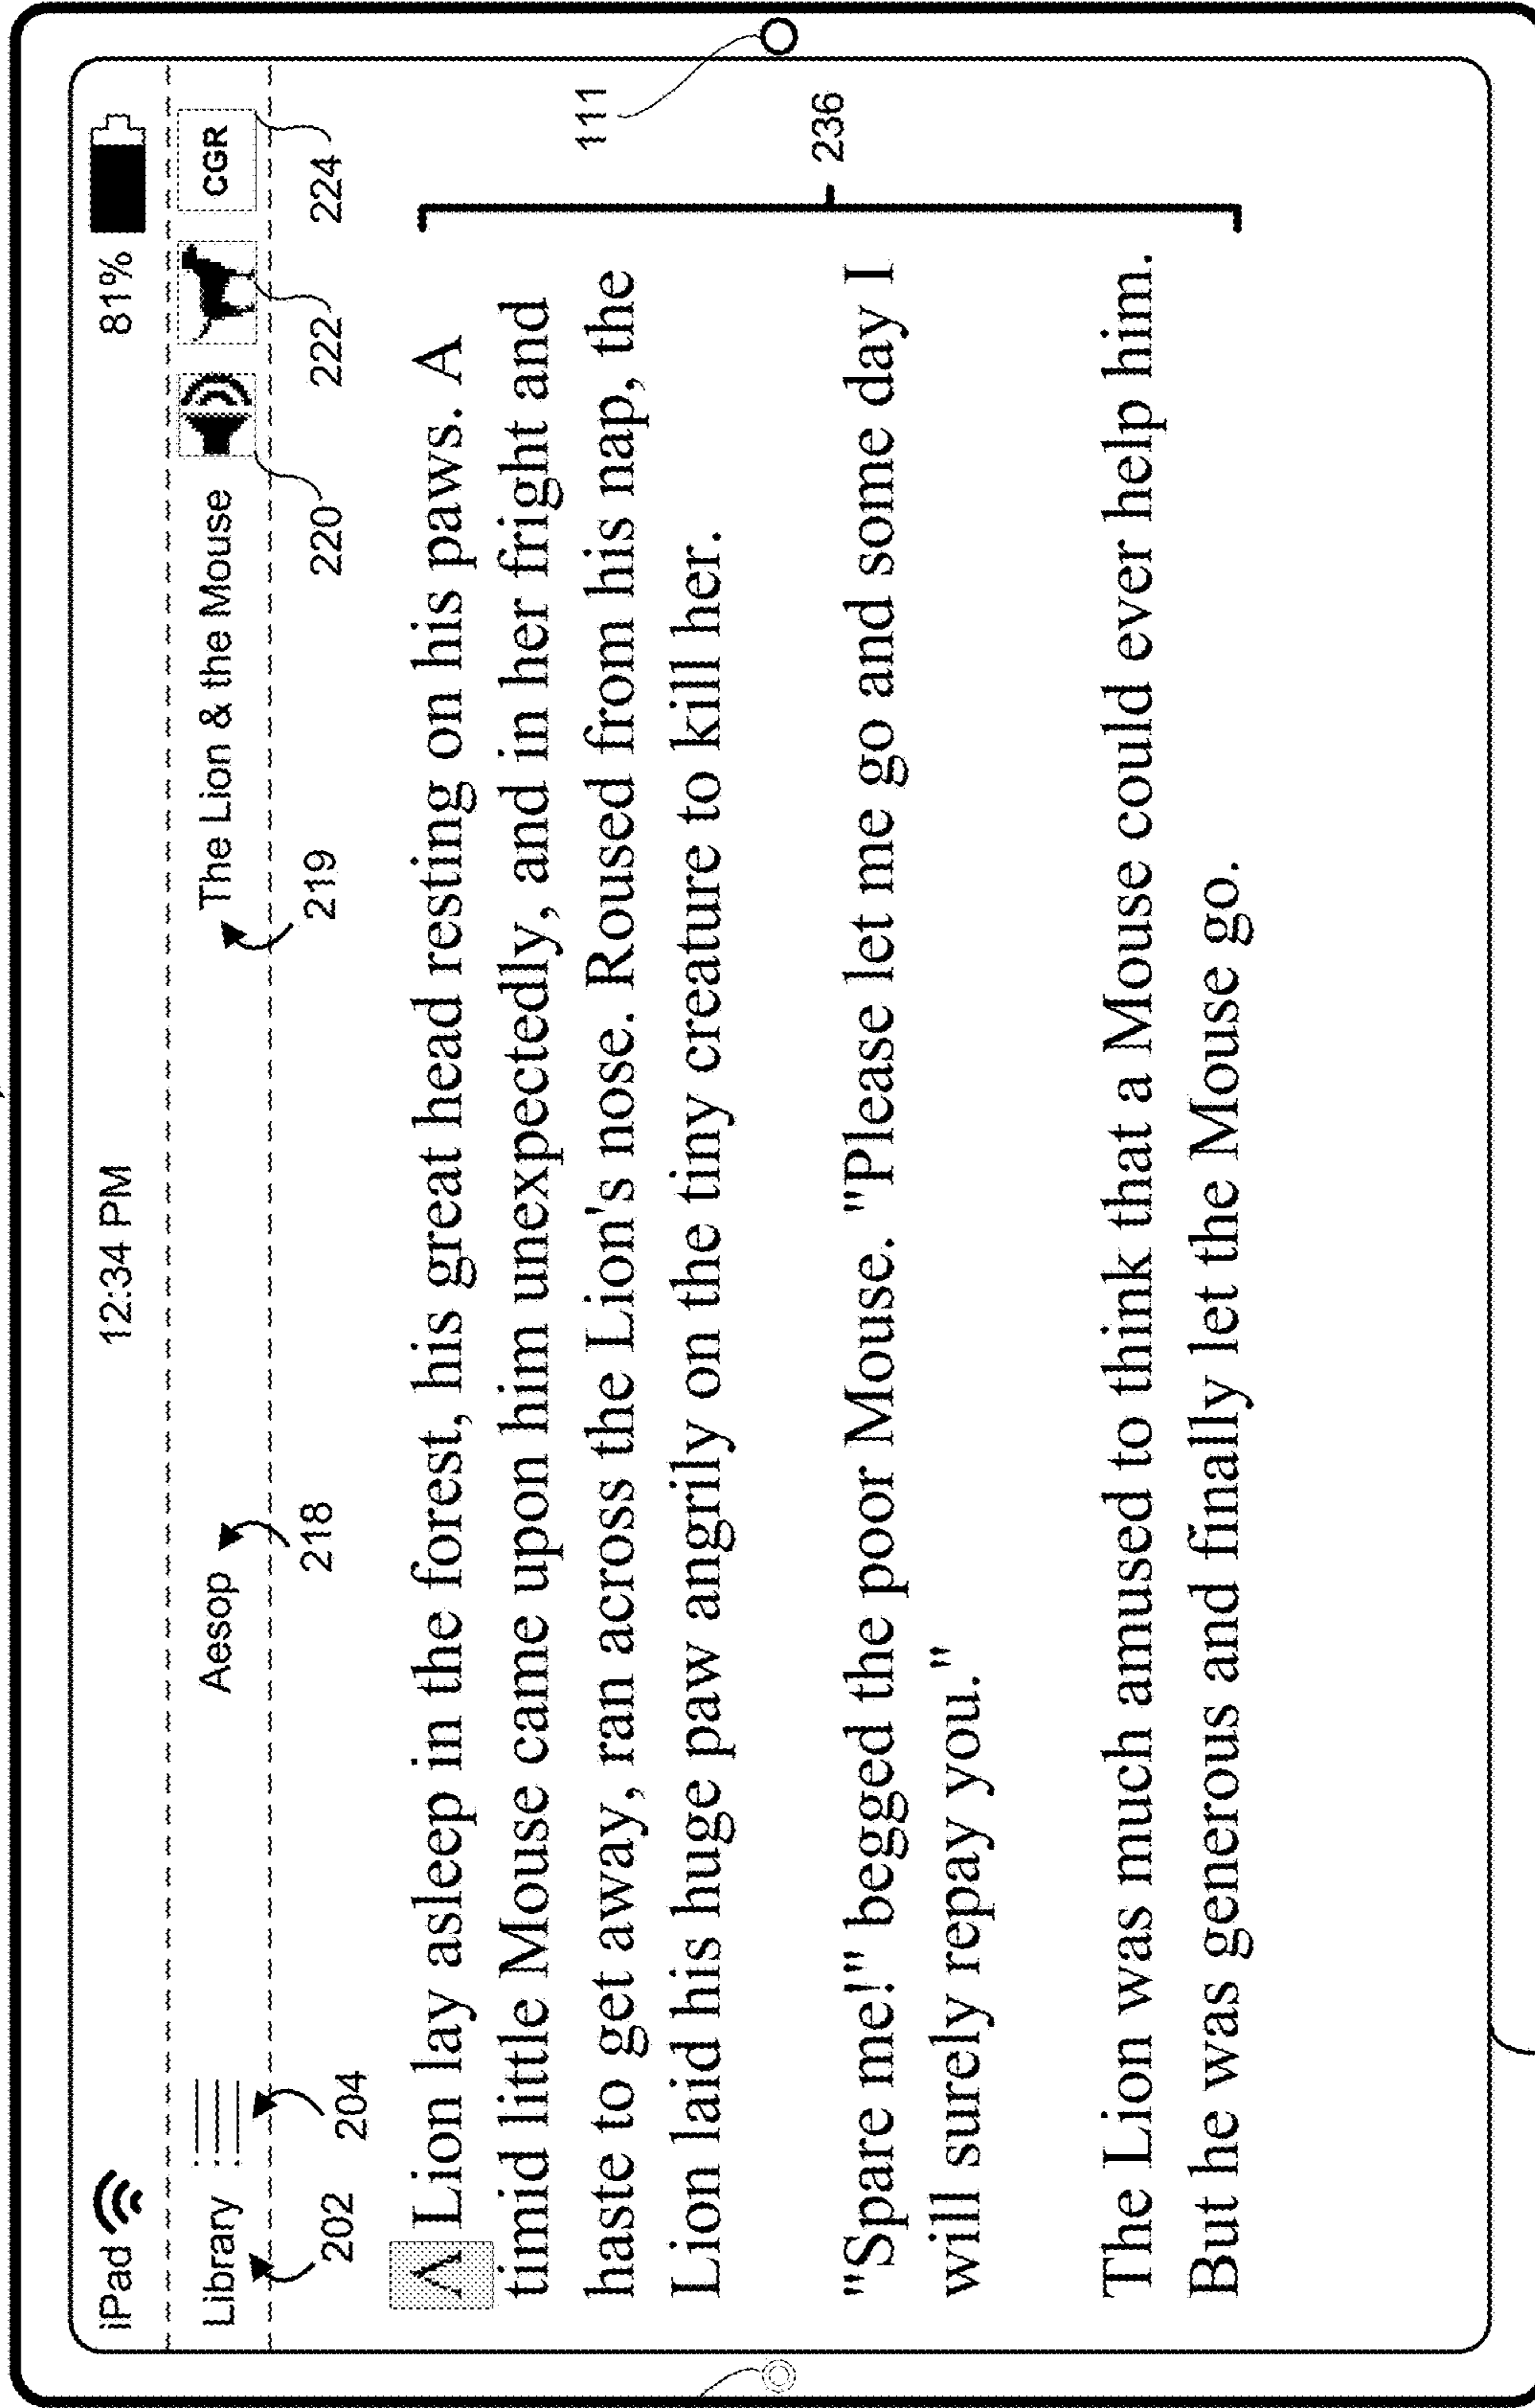 iPad 12:34 PM 81%
Library Aesop The Lion & the Mouse CGR
202 204 218 219 220 222 224
A Lion lay asleep in the forest, his great head resting on his paws. A
timid little Mouse came upon him unexpectedly, and in her fright and
haste to get away, ran across the Lion's nose. Roused from his nap, the
Lion laid his huge paw angrily on the tiny creature to kill her.
111
"Spare me!" begged the poor Mouse. "Please let me go and some day I
will surely repay you."
236
The Lion was much amused to think that a Mouse could ever help him.
But he was generous and finally let the Mouse go.